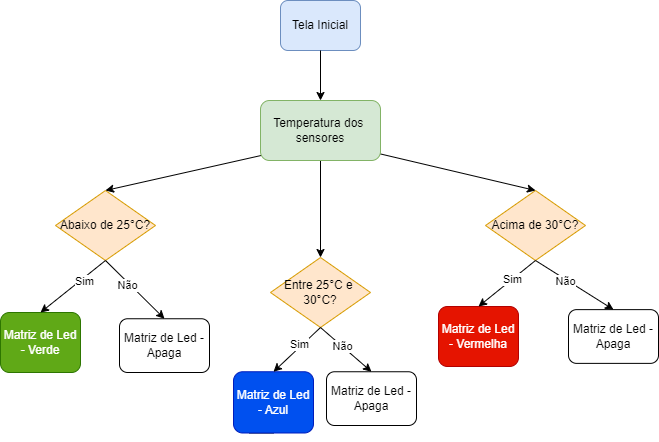 Tela Inicial
Temperatura dos
sensores
Abaixo de 25°C?
Sim
Não
Matriz de Led
- Verde
Matriz de Led -
Apaga
Entre 25°C e
30°C?
Sim
Não
Matriz de Led
- Azul
Matriz de Led -
Apaga
Acima de 30°C?
Sim
Não
Matriz de Led
- Vermelha
Matriz de Led -
Apaga